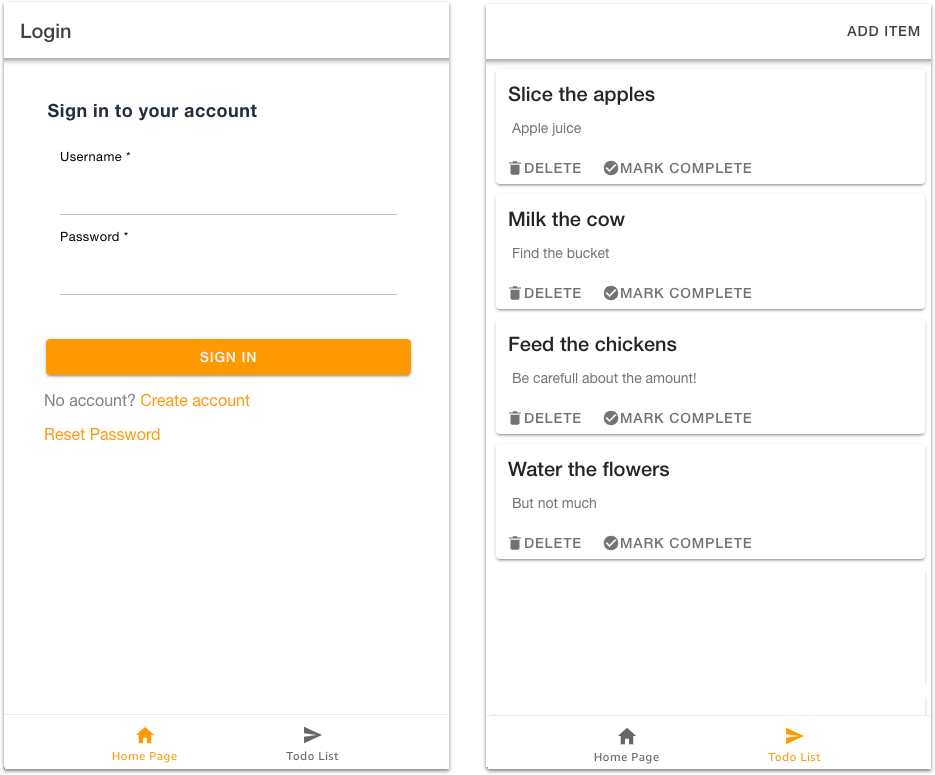 Login
Sign in to your account
Username *
Password *
SIGN IN
No account? Create account
Reset Password
Home Page
Todo List
ADD ITEM
Slice the apples
Apple juice
DELETE MARK COMPLETE
Milk the cow
Find the bucket
DELETE MARK COMPLETE
Feed the chickens
Be carefull about the amount!
DELETE MARK COMPLETE
Water the flowers
But not much
DELETE MARK COMPLETE
Home Page
Todo List